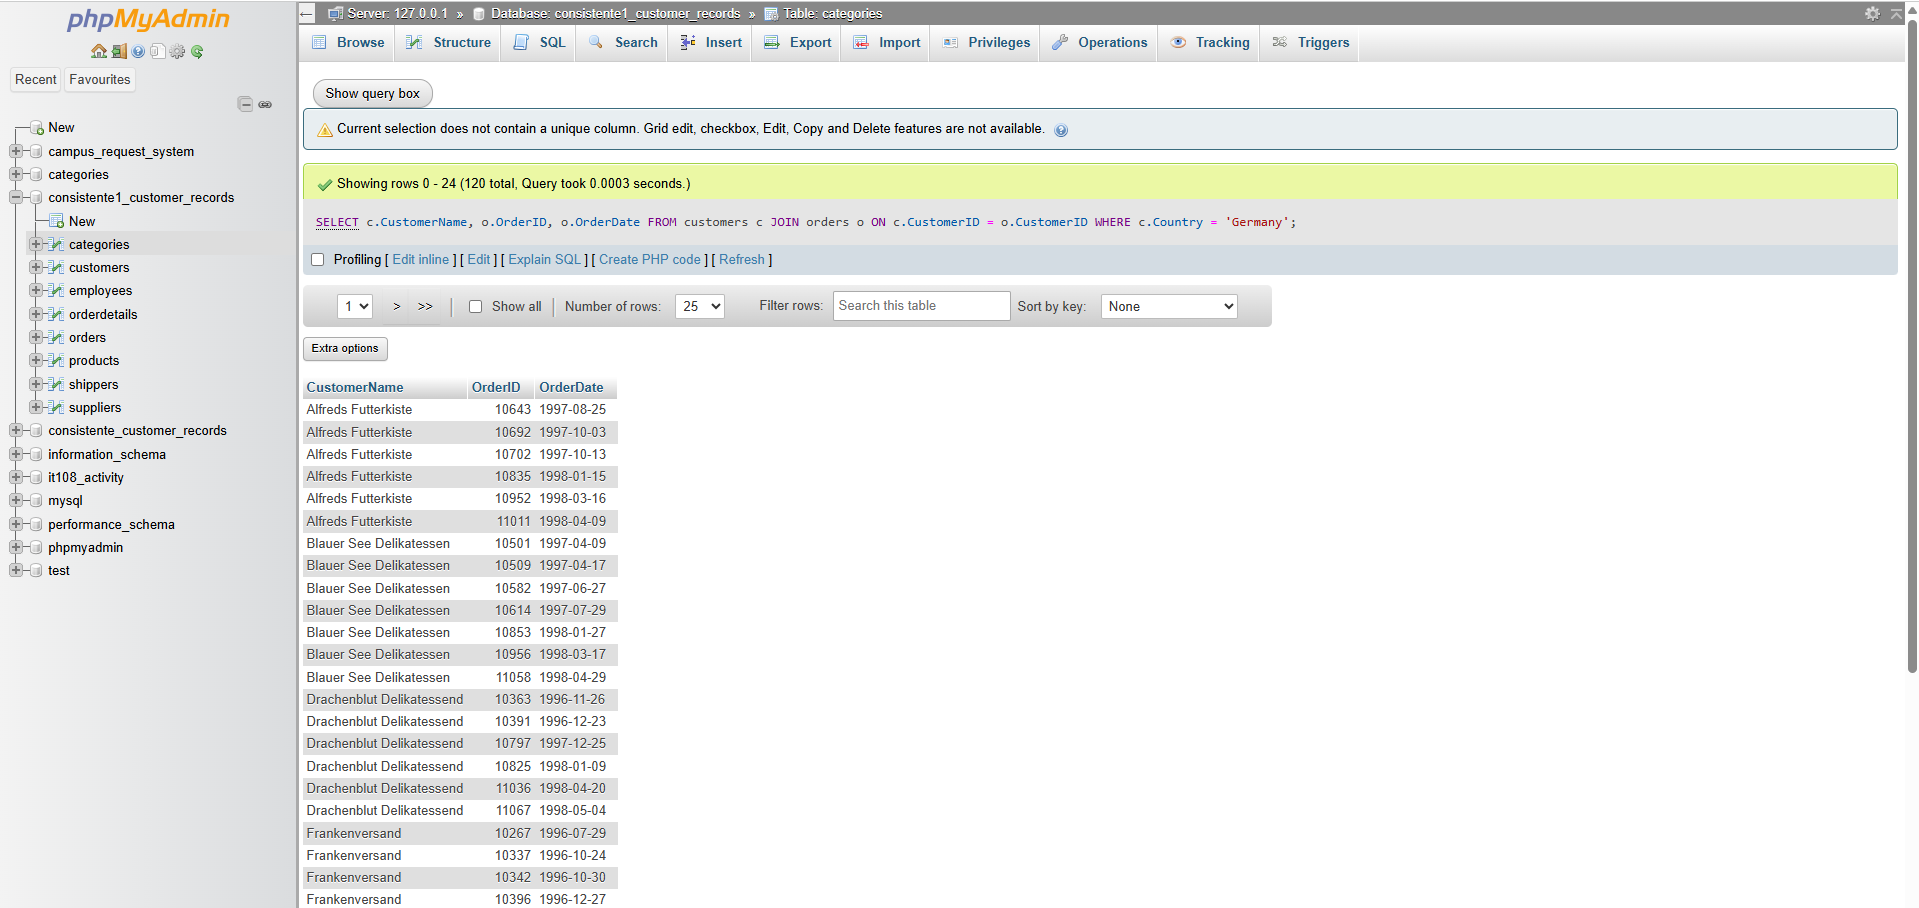 phpMyAdmin
Recent Favourites
New
campus_request_system
categories
consistente1_customer_records
New
categories
customers
employees
orderdetails
orders
products
shippers
suppliers
consistente_customer_records
information_schema
it108_activity
mysql
performance_schema
phpmyadmin
test
Server: 127.0.0.1 » Database: consistente1_customer_records » Table: categories
Browse Structure SQL Search Insert Export Import Privileges Operations Tracking Triggers
Show query box
Current selection does not contain a unique column. Grid edit, checkbox, Edit, Copy and Delete features are not available.
Showing rows 0 - 24 (120 total, Query took 0.0003 seconds.)
SELECT c.CustomerName, o.OrderID, o.OrderDate FROM customers c JOIN orders o ON c.CustomerID = o.CustomerID WHERE c.Country = 'Germany';
Profiling [ Edit inline ] [ Edit ] [ Explain SQL ] [ Create PHP code ] [ Refresh ]
1 > >> Show all Number of rows: 25 Filter rows: Search this table Sort by key: None
Extra options
CustomerName OrderID OrderDate
Alfreds Futterkiste 10643 1997-08-25
Alfreds Futterkiste 10692 1997-10-03
Alfreds Futterkiste 10702 1997-10-13
Alfreds Futterkiste 10835 1998-01-15
Alfreds Futterkiste 10952 1998-03-16
Alfreds Futterkiste 11011 1998-04-09
Blauer See Delikatessen 10501 1997-04-09
Blauer See Delikatessen 10509 1997-04-17
Blauer See Delikatessen 10582 1997-06-27
Blauer See Delikatessen 10614 1997-07-29
Blauer See Delikatessen 10853 1998-01-27
Blauer See Delikatessen 10956 1998-03-17
Blauer See Delikatessen 11058 1998-04-29
Drachenblut Delikatessend 10363 1996-11-26
Drachenblut Delikatessend 10391 1996-12-23
Drachenblut Delikatessend 10797 1997-12-25
Drachenblut Delikatessend 10825 1998-01-09
Drachenblut Delikatessend 11036 1998-04-20
Drachenblut Delikatessend 11067 1998-05-04
Frankenversand 10267 1996-07-29
Frankenversand 10337 1996-10-24
Frankenversand 10342 1996-10-30
Frankenversand 10396 1996-12-27